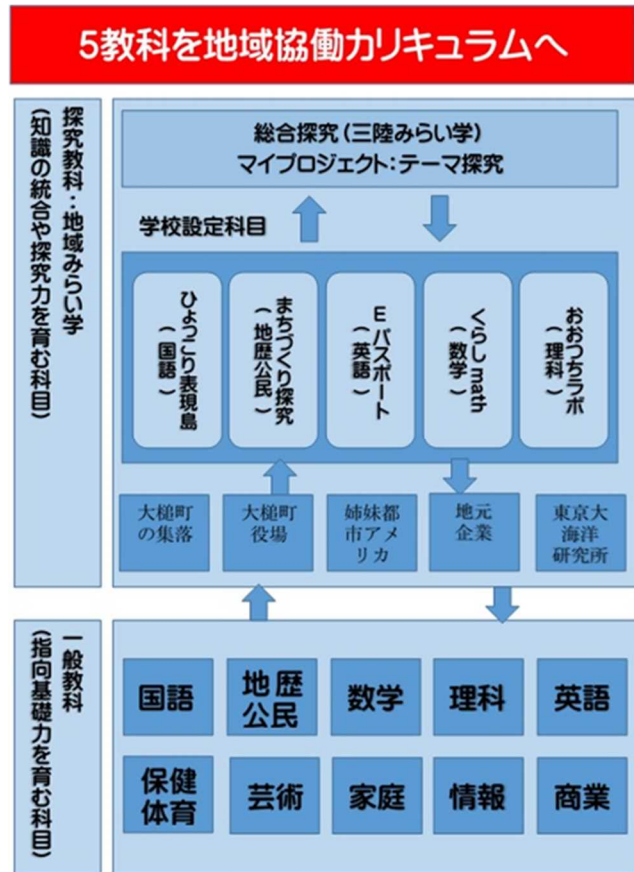 5教科を地域協働カリキュラムへ
探究教科:地域みらい学
(知識の統合や探究力を育む科目)
総合探究(三陸みらい学)
マイプロジェクト:テーマ探究
学校設定科目
ひょっこり表現島
(国語)
まちづくり探究
(地歴公民)
E パスポート
(英語)
くらしmath
(数学)
おおつちラボ
(理科)
大槌町
の集落
大槌町
役場
姉妹都
市アメ
リカ
地元
企業
東京大
海洋
研究所
一般教科
(指向基礎力を育む科目)
国語
地歴
公民
数学
理科
英語
保健
体育
芸術
家庭
情報
商業